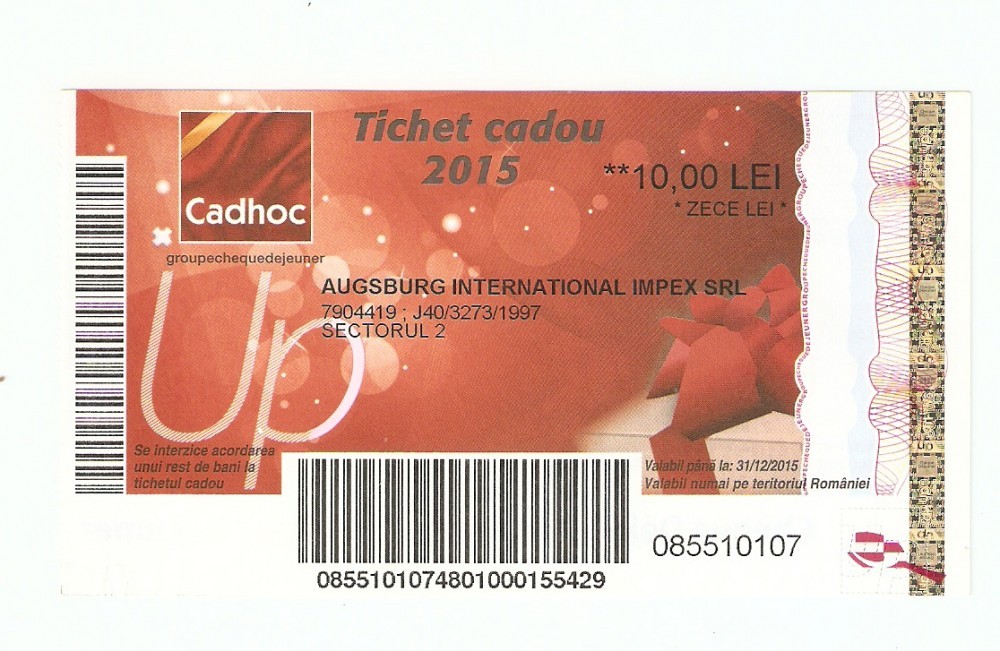 Tichet cadou
2015
**10,00 LEI
* ZECE LEI *
Cadhoc
groupechequedejeuner
Up
AUGSBURG INTERNATIONAL IMPEX SRL
7904419 ; J40/3273/1997
SECTORUL 2
Se interzice acordarea
unui rest de bani la
tichetul cadou
Valabil până la: 31/12/2015
Valabil numai pe teritoriul României
085510107
0855101074801000155429